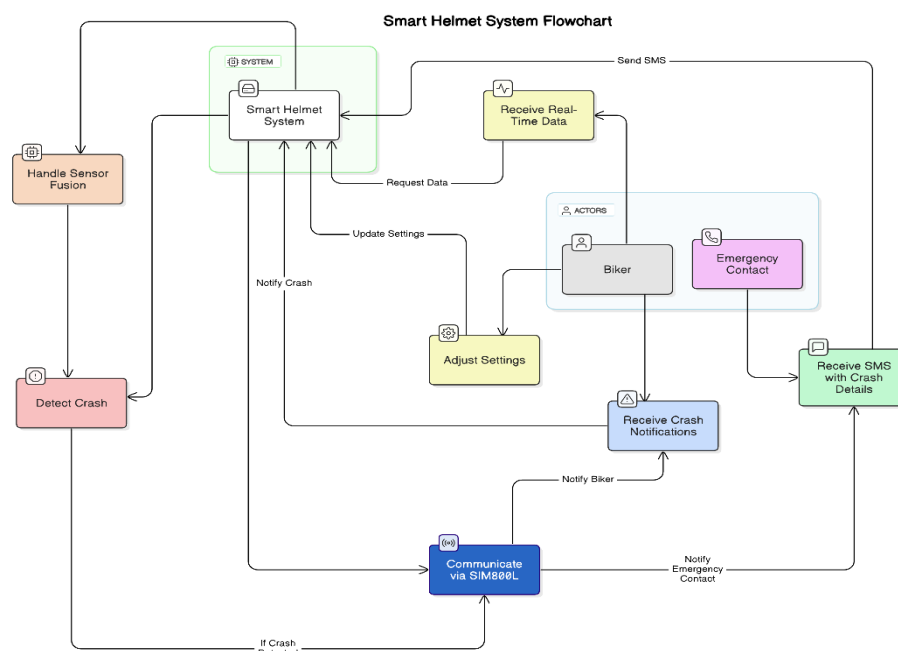 Smart Helmet System Flowchart
SYSTEM
Send SMS
Smart Helmet
System
Receive Real-
Time Data
Handle Sensor
Fusion
Request Data
ACTORS
Update Settings
Biker
Emergency
Contact
Notify Crash
Adjust Settings
Receive SMS
with Crash
Details
Detect Crash
Receive Crash
Notifications
Notify Biker
Communicate
via SIM800L
Notify
Emergency
Contact
If Crash